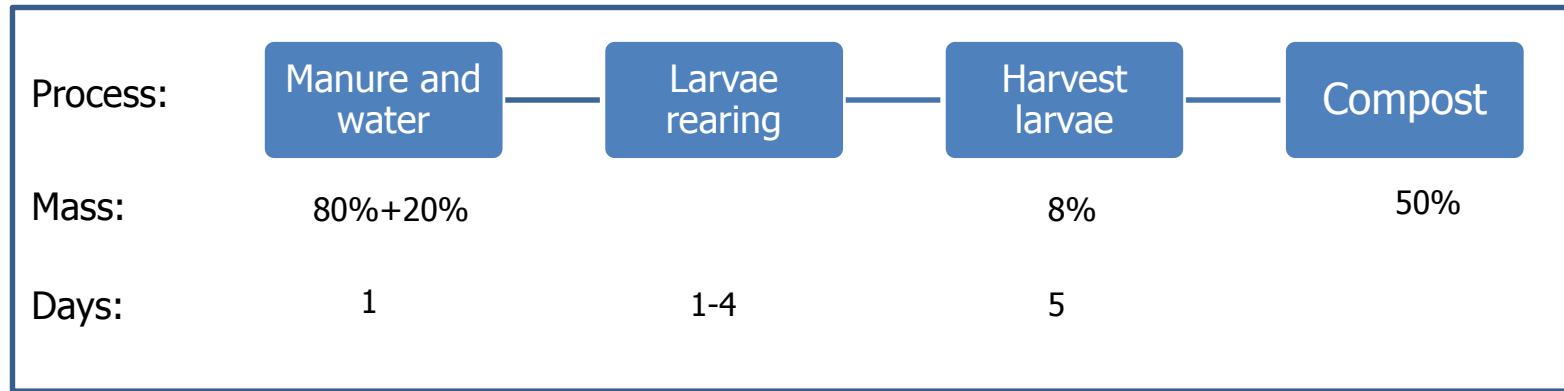 Process:
Manure and
water
Larvae
rearing
Harvest
larvae
Compost
Mass:
80%+20%
8%
50%
Days:
1
1-4
5